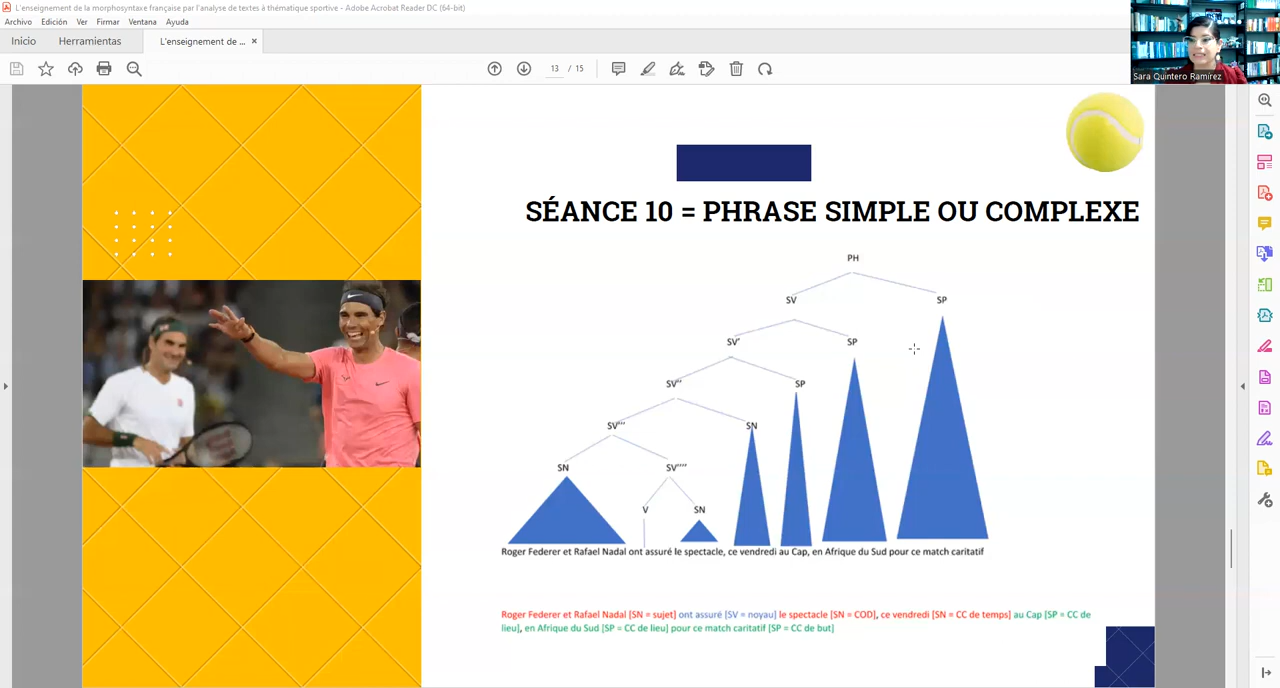 L'enseignement de la morphosyntaxe française par l'analyse de textes à thématique sportive - Adobe Acrobat Reader DC (64-bit)
Archivo Edición Ver Firmar Ventana Ayuda
Inicio Herramientas L'enseignement de ... ×
13 / 15
Sara Quintero Ramírez
SÉANCE 10 = PHRASE SIMPLE OU COMPLEXE
PH
SV SP
SV' SP
SV'' SP
SV''' SN
SN SV''''
V SN
Roger Federer et Rafael Nadal ont assuré le spectacle, ce vendredi au Cap, en Afrique du Sud pour ce match caritatif
Roger Federer et Rafael Nadal [SN = sujet] ont assuré [SV = noyau] le spectacle [SN = COD], ce vendredi [SN = CC de temps] au Cap [SP = CC de
lieu], en Afrique du Sud [SP = CC de lieu] pour ce match caritatif [SP = CC de but]